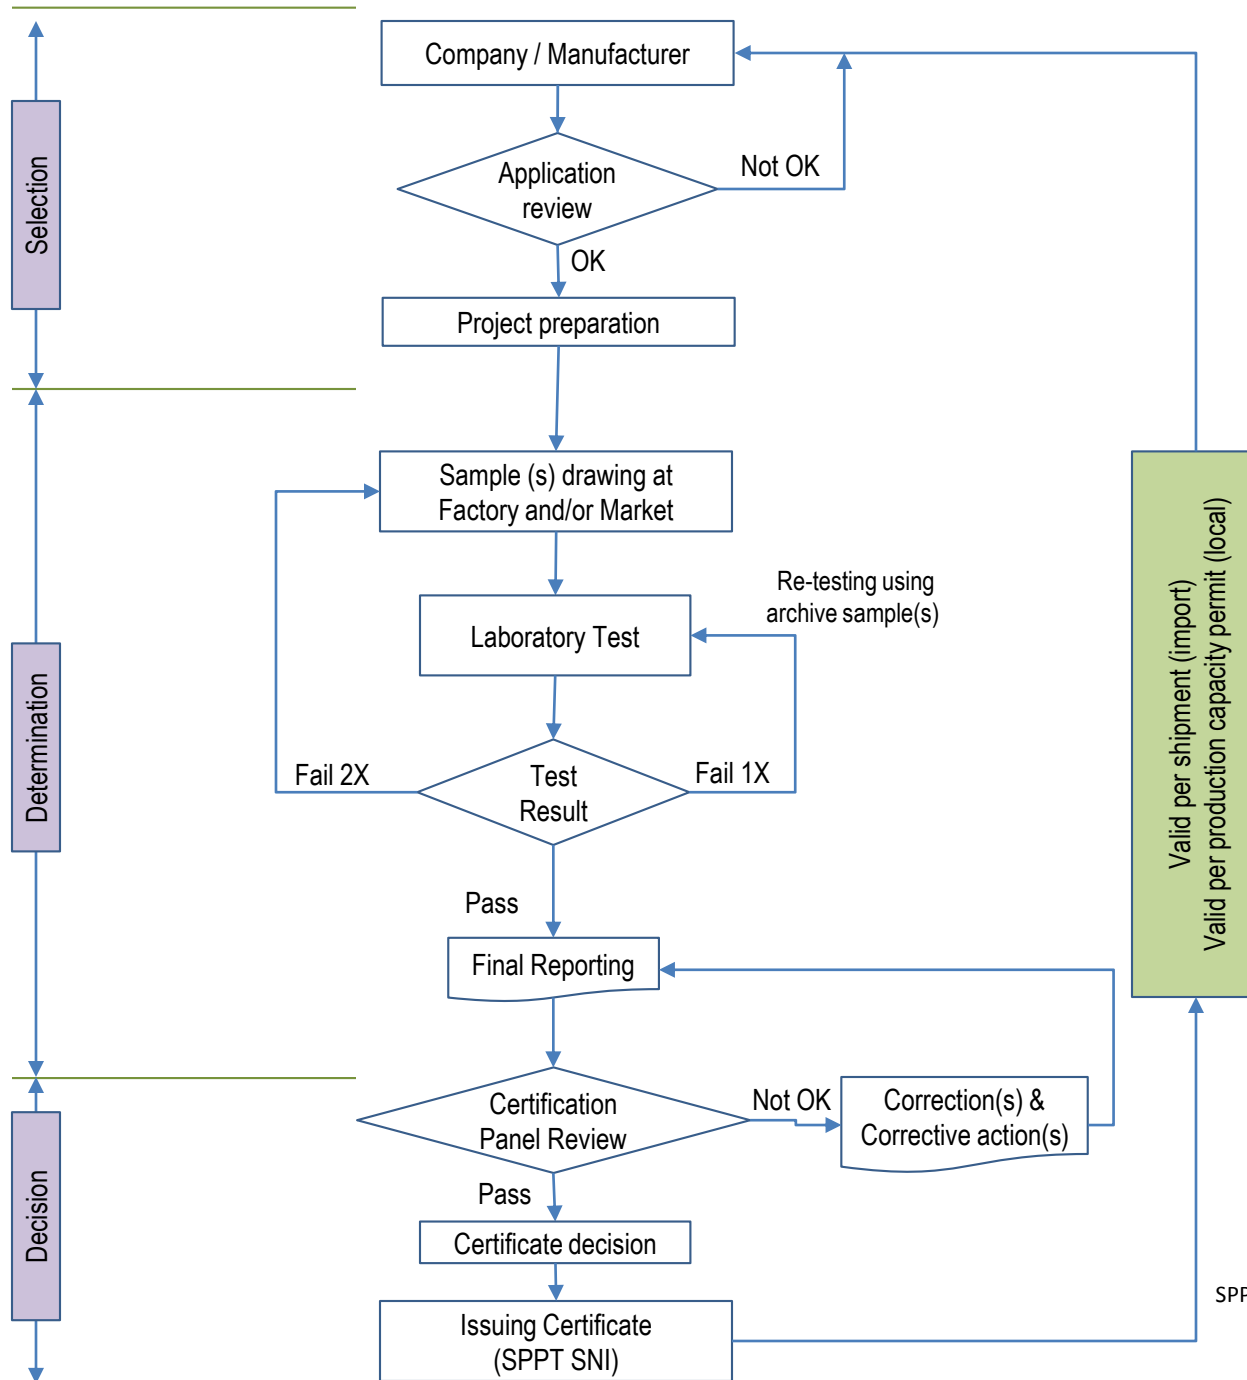 Company / Manufacturer
Selection
Application
review
Not OK
OK
Project preparation
Sample (s) drawing at
Factory and/or Market
Re-testing using
archive sample(s)
Laboratory Test
Determination
Valid per shipment (import)
Valid per production capacity permit (local)
Fail 2X
Test
Result
Fail 1X
Pass
Final Reporting
Certification
Panel Review
Not OK
Correction(s) &
Corrective action(s)
Decision
Pass
Certificate decision
Issuing Certificate
(SPPT SNI)
SPP